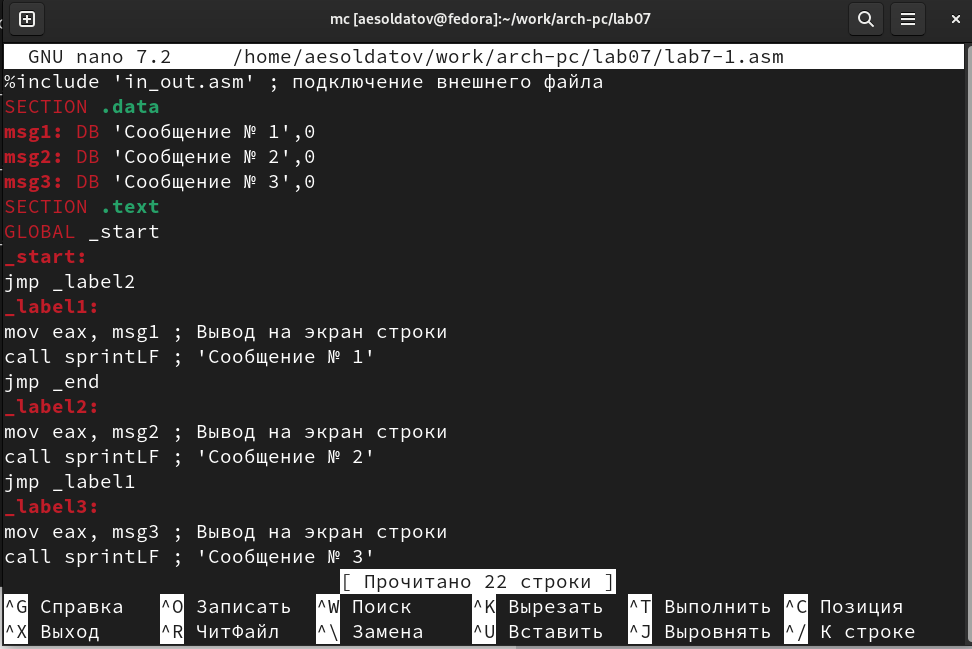 mc [aesoldatov@fedora]:~/work/arch-pc/lab07
GNU nano 7.2 /home/aesoldatov/work/arch-pc/lab07/lab7-1.asm
%include 'in_out.asm' ; подключение внешнего файла
SECTION .data
msg1: DB 'Сообщение № 1',0
msg2: DB 'Сообщение № 2',0
msg3: DB 'Сообщение № 3',0
SECTION .text
GLOBAL _start
_start:
jmp _label2
_label1:
mov eax, msg1 ; Вывод на экран строки
call sprintLF ; 'Сообщение № 1'
jmp _end
_label2:
mov eax, msg2 ; Вывод на экран строки
call sprintLF ; 'Сообщение № 2'
jmp _label1
_label3:
mov eax, msg3 ; Вывод на экран строки
call sprintLF ; 'Сообщение № 3'
[ Прочитано 22 строки ]
^G Справка ^O Записать ^W Поиск ^K Вырезать ^T Выполнить ^C Позиция
^X Выход ^R ЧитФайл ^\ Замена ^U Вставить ^J Выровнять ^/ К строке